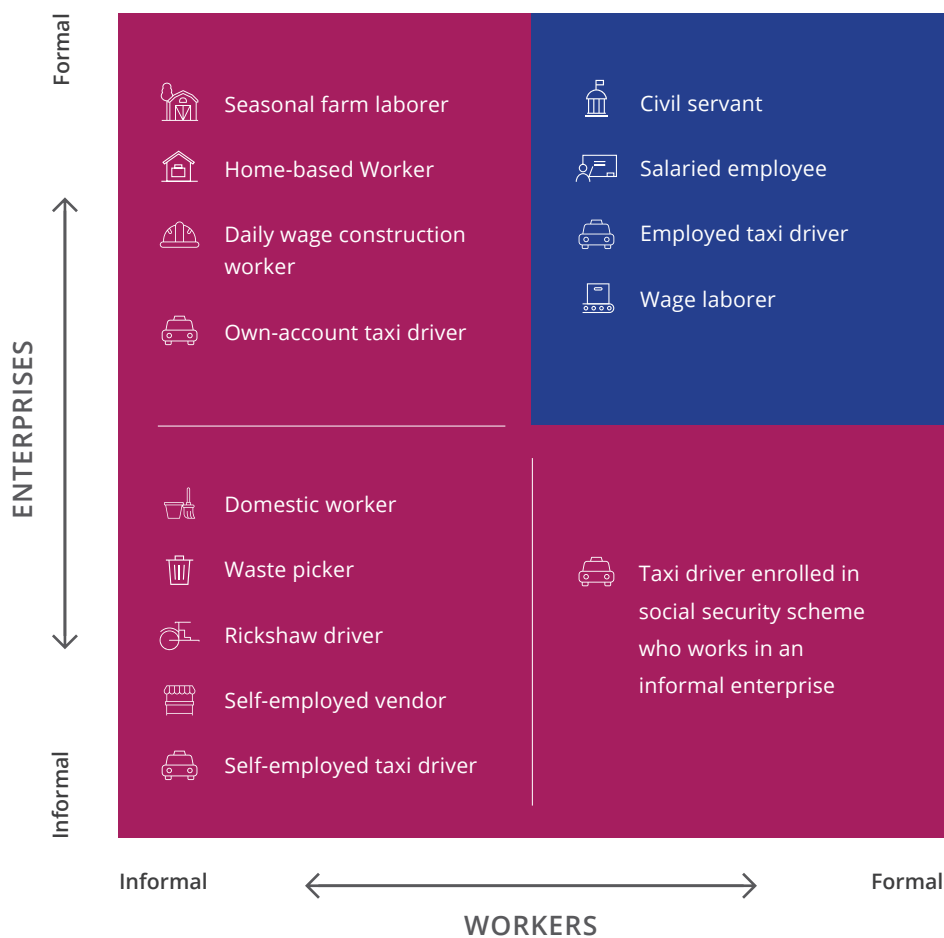 Formal
Seasonal farm laborer
Home-based Worker
Daily wage construction
worker
Own-account taxi driver
Civil servant
Salaried employee
Employed taxi driver
Wage laborer
ENTERPRISES
Domestic worker
Waste picker
Rickshaw driver
Self-employed vendor
Self-employed taxi driver
Taxi driver enrolled in
social security scheme
who works in an
informal enterprise
Informal
Informal
Formal
WORKERS